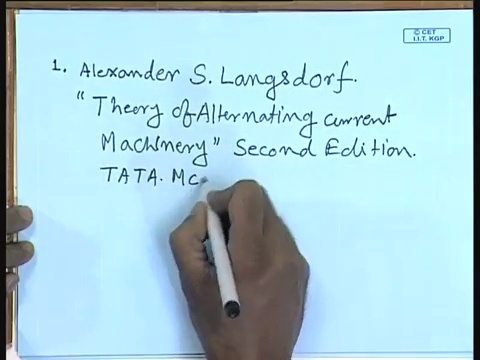 © CET
I.I.T. KGP
1. Alexander S. Langsdorf.
"Theory of Alternating current
Machinery" Second Edition.
TATA. Mc